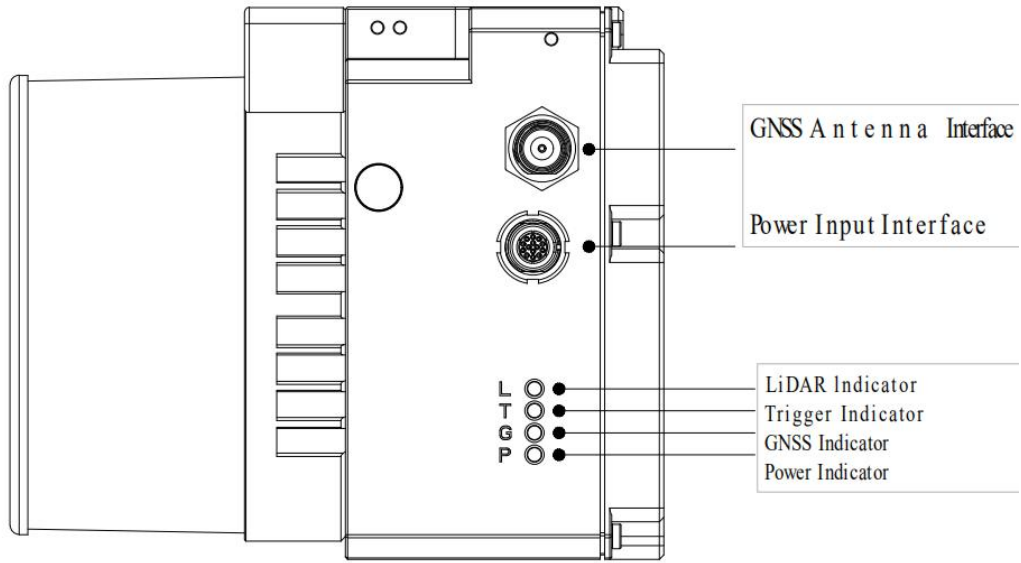 GNSS Antenna Interface
Power Input Interface
L
T
G
P
LiDAR Indicator
Trigger Indicator
GNSS Indicator
Power Indicator